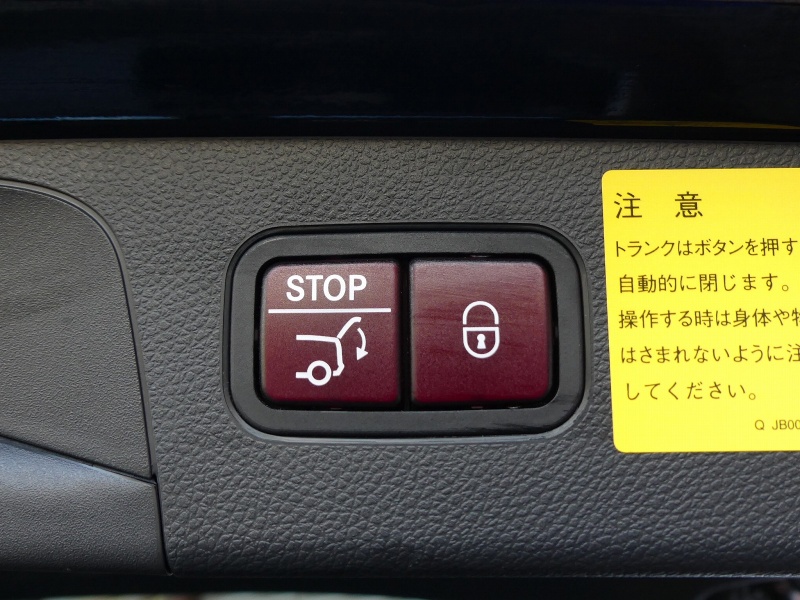 STOP
注 意
トランクはボタンを押す
自動的に閉じます。
操作する時は身体や
はさまれないように注
してください。
Q JB00